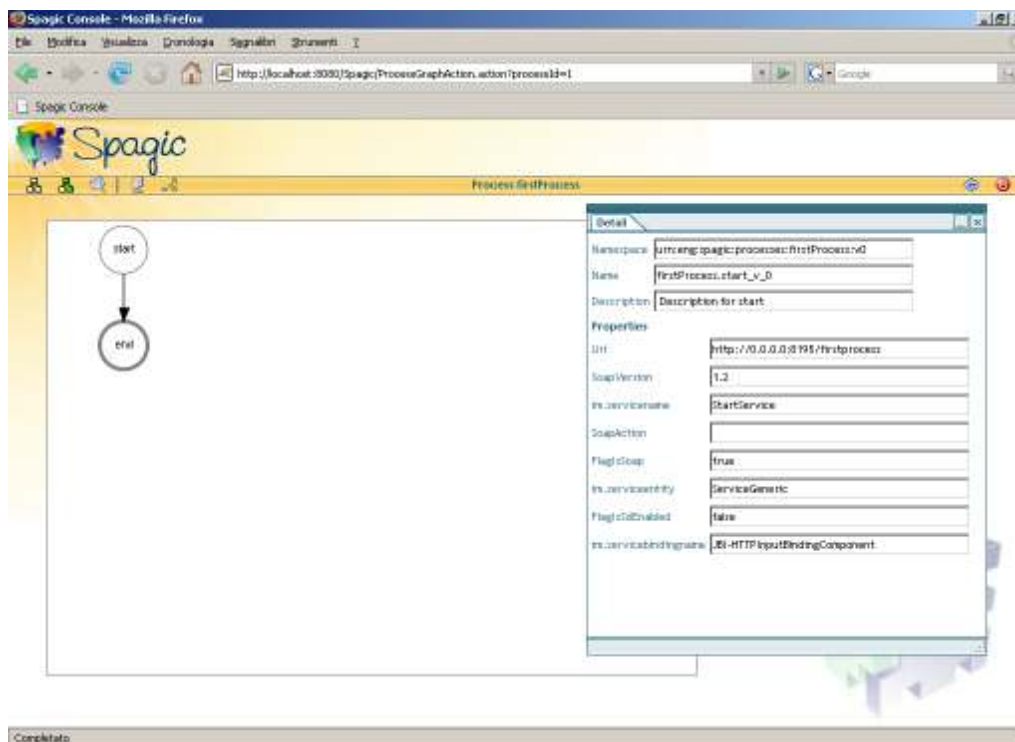 Spagic Console - Mozilla Firefox
File Modifica Visualizza Cronologia Segnalibri Strumenti ?
http://localhost:8080/Spagic/ProcessGraphAction.action?processId=1
Google
Spagic Console
Spagic
Process firstProcess
start
end
Detail
Namespace urn:eng:spagic:processes:firstProcess:v0
Name firstProcess.start_v_0
Description Description for start
Properties
Url http://0.0.0.0:8195/firstprocess
SoapVersion 1.2
StartService
SoapAction
FlagIsSoap true
ServiceGeneric
false
JBI-HTTPInputBindingComponent
Completato